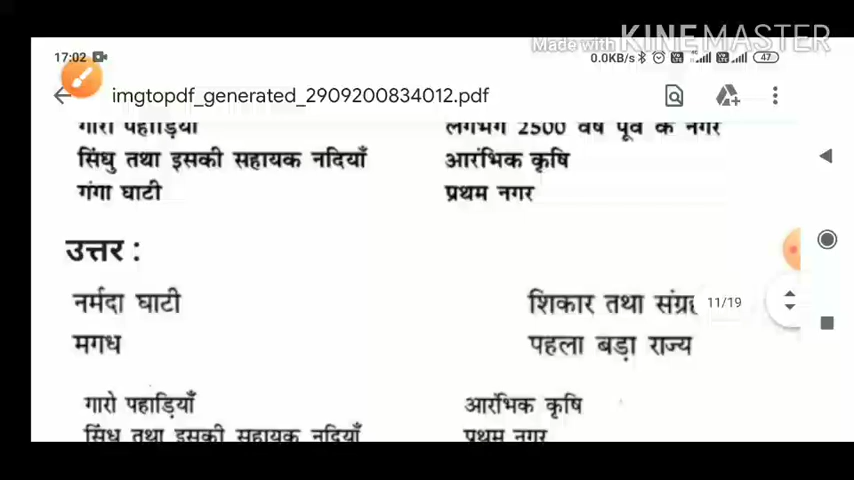 Made with KINEMASTER
17:02 0.0KB/s 47
imgtopdf_generated_2909200834012.pdf
गारो पहाड़ियाँ लगभग 2500 वर्ष पूर्व के नगर
सिंधु तथा इसकी सहायक नदियाँ आरंभिक कृषि
गंगा घाटी प्रथम नगर
उत्तर :
नर्मदा घाटी शिकार तथा संग्रह 11/19
मगध पहला बड़ा राज्य
गारो पहाड़ियाँ आरंभिक कृषि
सिंधु तथा इसकी सहायक नदियाँ प्रथम नगर